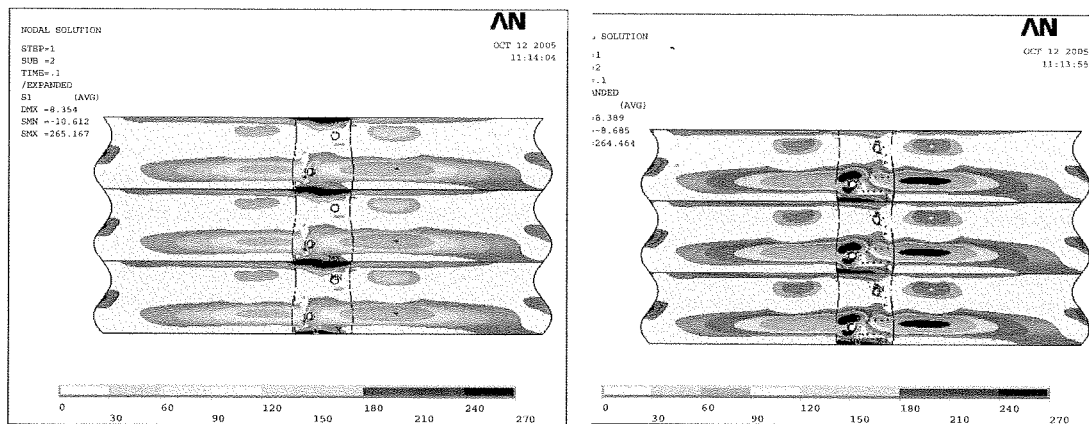 AN
NODAL SOLUTION
OCT 12 2005
11:14:04
STEP=1
SUB =2
TIME=.1
/EXPANDED
S1 (AVG)
DMX =8.354
SMN =-10.612
SMX =265.167
MX
MN
0 30 60 90 120 150 180 210 240 270
AN
SOLUTION
OCT 12 2005
11:13:55
=1
=2
=.1
ANDED
(AVG)
=8.389
=-8.685
=264.464
0 30 60 90 120 150 180 210 240 270